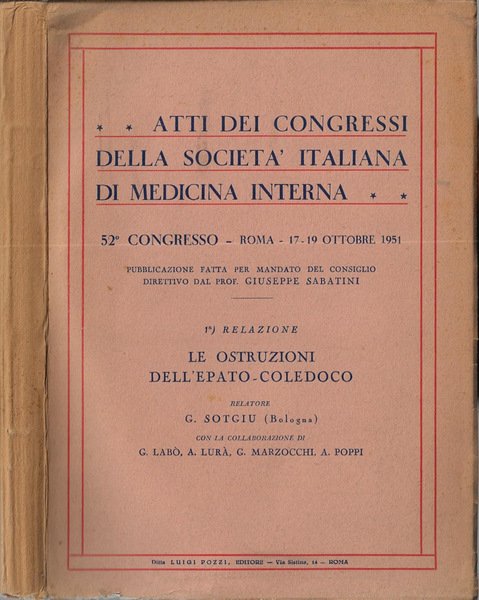 * * ATTI DEI CONGRESSI
DELLA SOCIETA' ITALIANA
DI MEDICINA INTERNA * *
52º CONGRESSO - ROMA - 17-19 OTTOBRE 1951
PUBBLICAZIONE FATTA PER MANDATO DEL CONSIGLIO
DIRETTIVO DAL PROF. GIUSEPPE SABATINI
1ª) RELAZIONE
LE OSTRUZIONI
DELL'EPATO-COLEDOCO
RELATORE
G. SOTGIU (Bologna)
CON LA COLLABORAZIONE DI
G. LABÒ, A. LURÀ, G. MARZOCCHI, A. POPPI
Ditta LUIGI POZZI, EDITORE - Via Sistina, 14 - ROMA